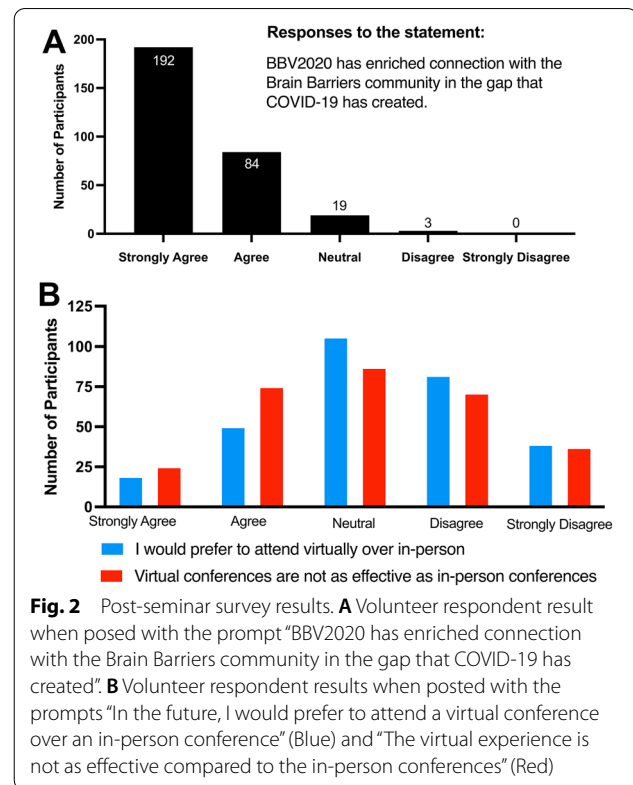 A
Responses to the statement:
BBV2020 has enriched connection with the
Brain Barriers community in the gap that
COVID-19 has created.
Number of Participants
200
150
100
50
0
192
84
19
3
0
Strongly Agree Agree Neutral Disagree Strongly Disagree
B
Number of Participants
125
100
75
50
25
0
Strongly Agree Agree Neutral Disagree Strongly Disagree
I would prefer to attend virtually over in-person
Virtual conferences are not as effective as in-person conferences
Fig. 2 Post-seminar survey results. A Volunteer respondent result
when posed with the prompt “BBV2020 has enriched connection
with the Brain Barriers community in the gap that COVID-19 has
created”. B Volunteer respondent results when posted with the
prompts “In the future, I would prefer to attend a virtual conference
over an in-person conference” (Blue) and “The virtual experience is
not as effective compared to the in-person conferences” (Red)